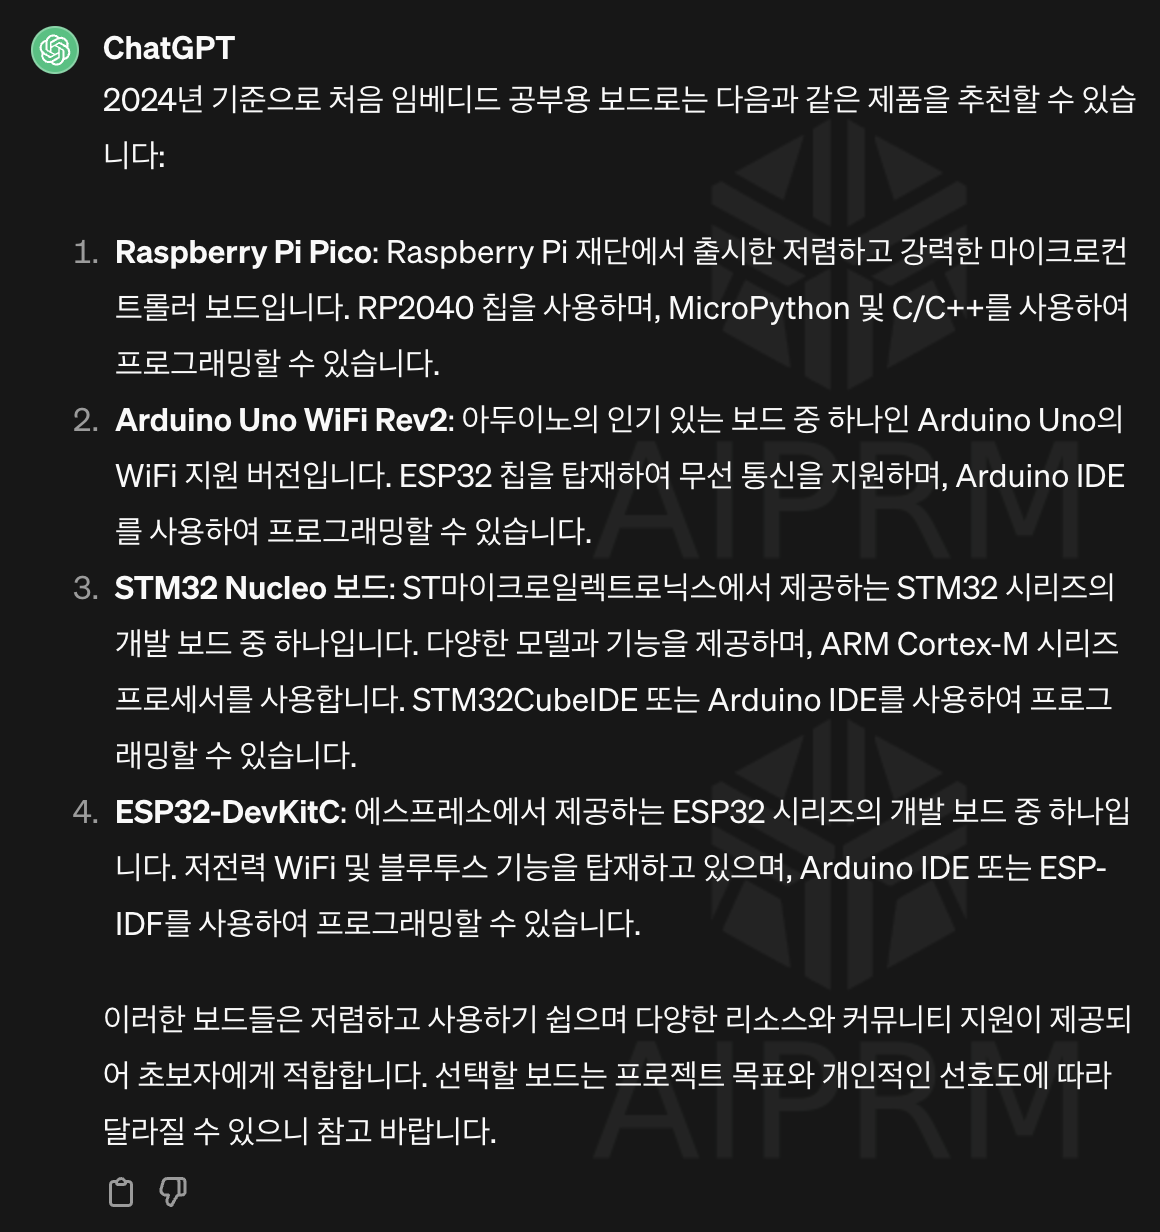 ChatGPT
2024년 기준으로 처음 임베디드 공부용 보드로는 다음과 같은 제품을 추천할 수 있습
니다:
1. Raspberry Pi Pico: Raspberry Pi 재단에서 출시한 저렴하고 강력한 마이크로컨
트롤러 보드입니다. RP2040 칩을 사용하며, MicroPython 및 C/C++를 사용하여
프로그래밍할 수 있습니다.
2. Arduino Uno WiFi Rev2: 아두이노의 인기 있는 보드 중 하나인 Arduino Uno의
WiFi 지원 버전입니다. ESP32 칩을 탑재하여 무선 통신을 지원하며, Arduino IDE
를 사용하여 프로그래밍할 수 있습니다.
3. STM32 Nucleo 보드: ST마이크로일렉트로닉스에서 제공하는 STM32 시리즈의
개발 보드 중 하나입니다. 다양한 모델과 기능을 제공하며, ARM Cortex-M 시리즈
프로세서를 사용합니다. STM32CubeIDE 또는 Arduino IDE를 사용하여 프로그
래밍할 수 있습니다.
4. ESP32-DevKitC: 에스프레소에서 제공하는 ESP32 시리즈의 개발 보드 중 하나입
니다. 저전력 WiFi 및 블루투스 기능을 탑재하고 있으며, Arduino IDE 또는 ESP-
IDF를 사용하여 프로그래밍할 수 있습니다.
이러한 보드들은 저렴하고 사용하기 쉽으며 다양한 리소스와 커뮤니티 지원이 제공되
어 초보자에게 적합합니다. 선택할 보드는 프로젝트 목표와 개인적인 선호도에 따라
달라질 수 있으니 참고 바랍니다.
AIPRM
AIPRM